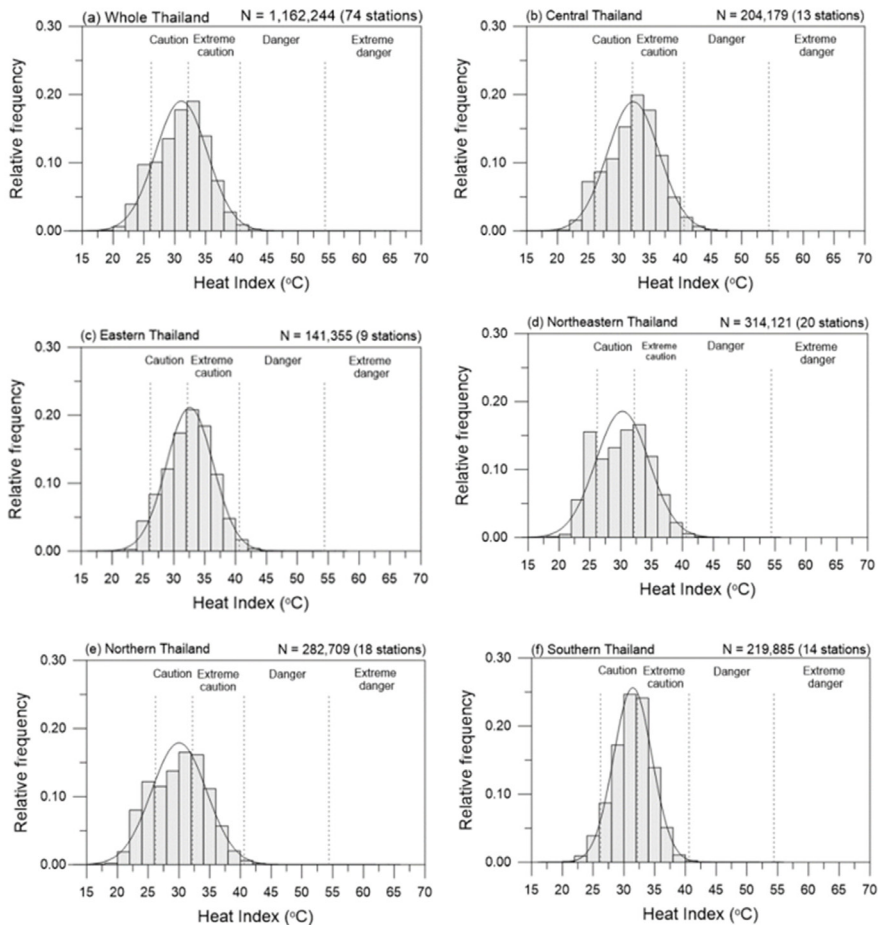 (a) Whole Thailand N = 1,162,244 (74 stations)
Caution Extreme caution Danger Extreme danger
0.30
0.20
0.10
0.00
Relative frequency
15 20 25 30 35 40 45 50 55 60 65 70
Heat Index (°C)
(b) Central Thailand N = 204,179 (13 stations)
Caution Extreme caution Danger Extreme danger
0.30
0.20
0.10
0.00
Relative frequency
15 20 25 30 35 40 45 50 55 60 65 70
Heat Index (°C)
(c) Eastern Thailand N = 141,355 (9 stations)
Caution Extreme caution Danger Extreme danger
0.30
0.20
0.10
0.00
Relative frequency
15 20 25 30 35 40 45 50 55 60 65 70
Heat Index (°C)
(d) Northeastern Thailand N = 314,121 (20 stations)
Caution Extreme caution Danger Extreme danger
0.30
0.20
0.10
0.00
Relative frequency
15 20 25 30 35 40 45 50 55 60 65 70
Heat Index (°C)
(e) Northern Thailand N = 282,709 (18 stations)
Caution Extreme caution Danger Extreme danger
0.30
0.20
0.10
0.00
Relative frequency
15 20 25 30 35 40 45 50 55 60 65 70
Heat Index (°C)
(f) Southern Thailand N = 219,885 (14 stations)
Caution Extreme caution Danger Extreme danger
0.30
0.20
0.10
0.00
Relative frequency
15 20 25 30 35 40 45 50 55 60 65 70
Heat Index (°C)